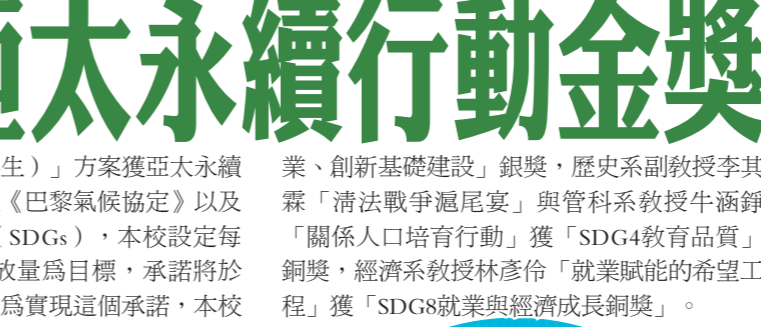 亞太永續行動金獎
生）」方案獲亞太永續
《巴黎氣候協定》以及
（SDGs），本校設定每
放量爲目標，承諾將於
爲實現這個承諾，本校
業、創新基礎建設」銀獎，歷史系副敎授李其
霖「淸法戰爭滬尾宴」與管科系敎授牛涵錚
「關係人口培育行動」獲「SDG4敎育品質」
銅獎，經濟系敎授林彥伶「就業賦能的希望工
程」獲「SDG8就業與經濟成長銅獎」。